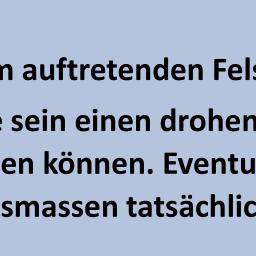 m auftretenden Fels
e sein einen drohen
en können. Eventu
smassen tatsächlic